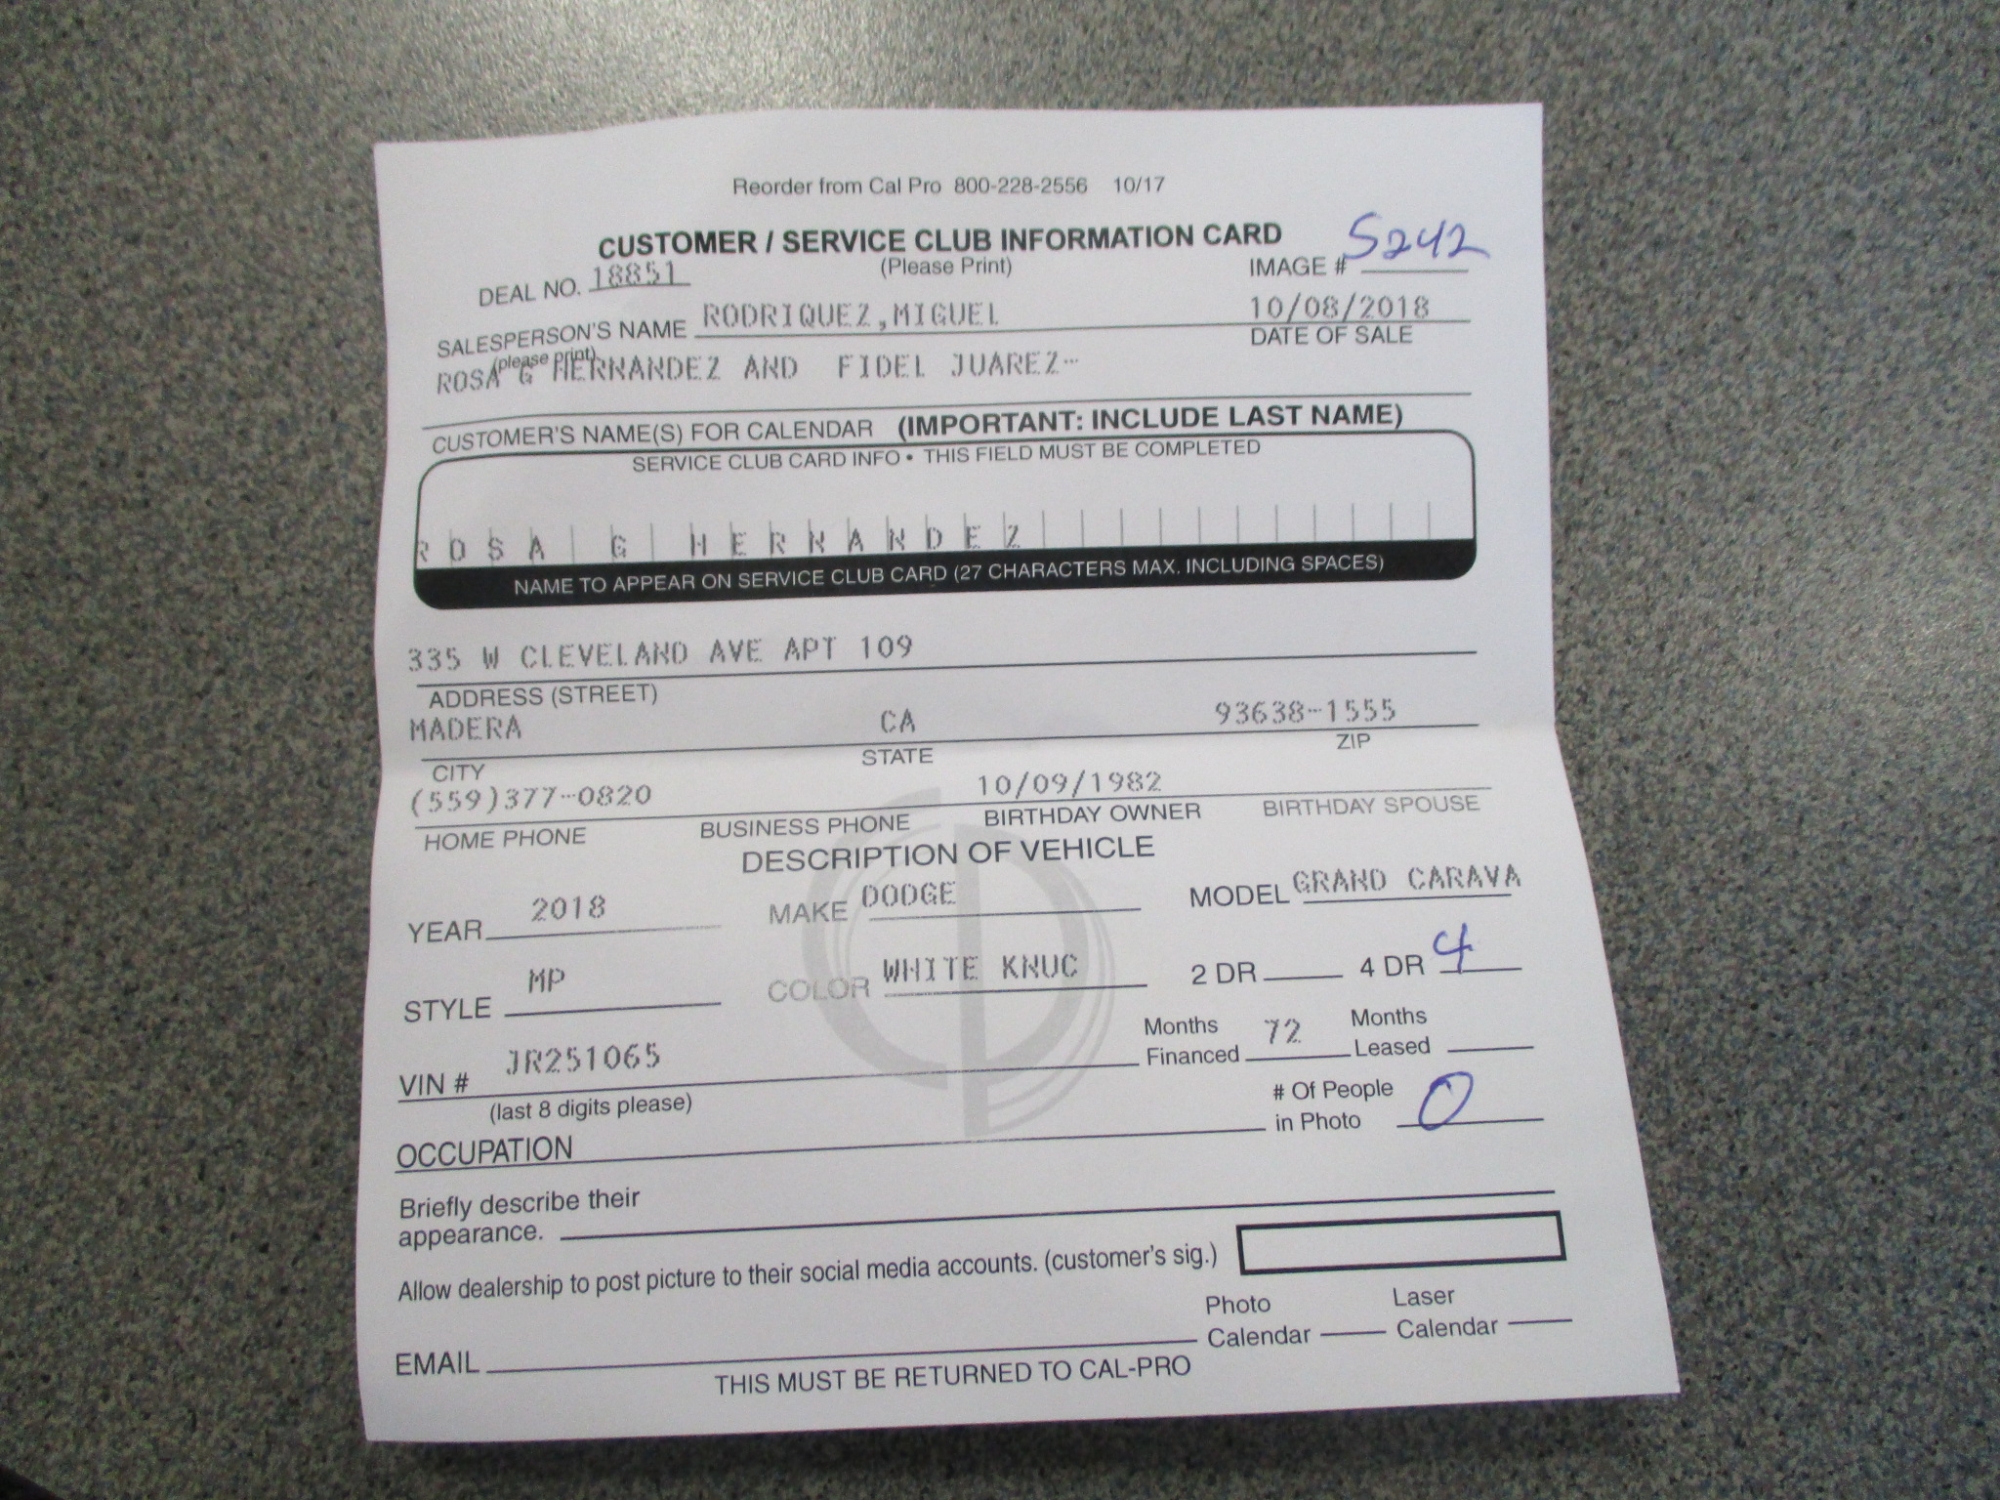 Reorder from Cal Pro 800-228-2556 10/17
CUSTOMER / SERVICE CLUB INFORMATION CARD
(Please Print)
IMAGE # 5242
DEAL NO. 18851
SALESPERSON'S NAME RODRIQUEZ,MIGUEL 10/08/2018
(please print) DATE OF SALE
ROSA G HERNANDEZ AND FIDEL JUAREZ
CUSTOMER'S NAME(S) FOR CALENDAR (IMPORTANT: INCLUDE LAST NAME)
SERVICE CLUB CARD INFO • THIS FIELD MUST BE COMPLETED
ROSA G HERNANDEZ
NAME TO APPEAR ON SERVICE CLUB CARD (27 CHARACTERS MAX. INCLUDING SPACES)
335 W CLEVELAND AVE APT 109
ADDRESS (STREET)
MADERA CA 93638-1555
CITY STATE ZIP
(559)377-0820 10/09/1982
HOME PHONE BUSINESS PHONE BIRTHDAY OWNER BIRTHDAY SPOUSE
DESCRIPTION OF VEHICLE
YEAR 2018 MAKE DODGE MODEL GRAND CARAVA
STYLE MP COLOR WHITE KNUC 2 DR 4 DR 4
VIN # JR251065 Months Financed 72 Months Leased
(last 8 digits please)
# Of People in Photo 0
OCCUPATION
Briefly describe their
appearance.
Allow dealership to post picture to their social media accounts. (customer's sig.)
EMAIL Photo Calendar Laser Calendar
THIS MUST BE RETURNED TO CAL-PRO